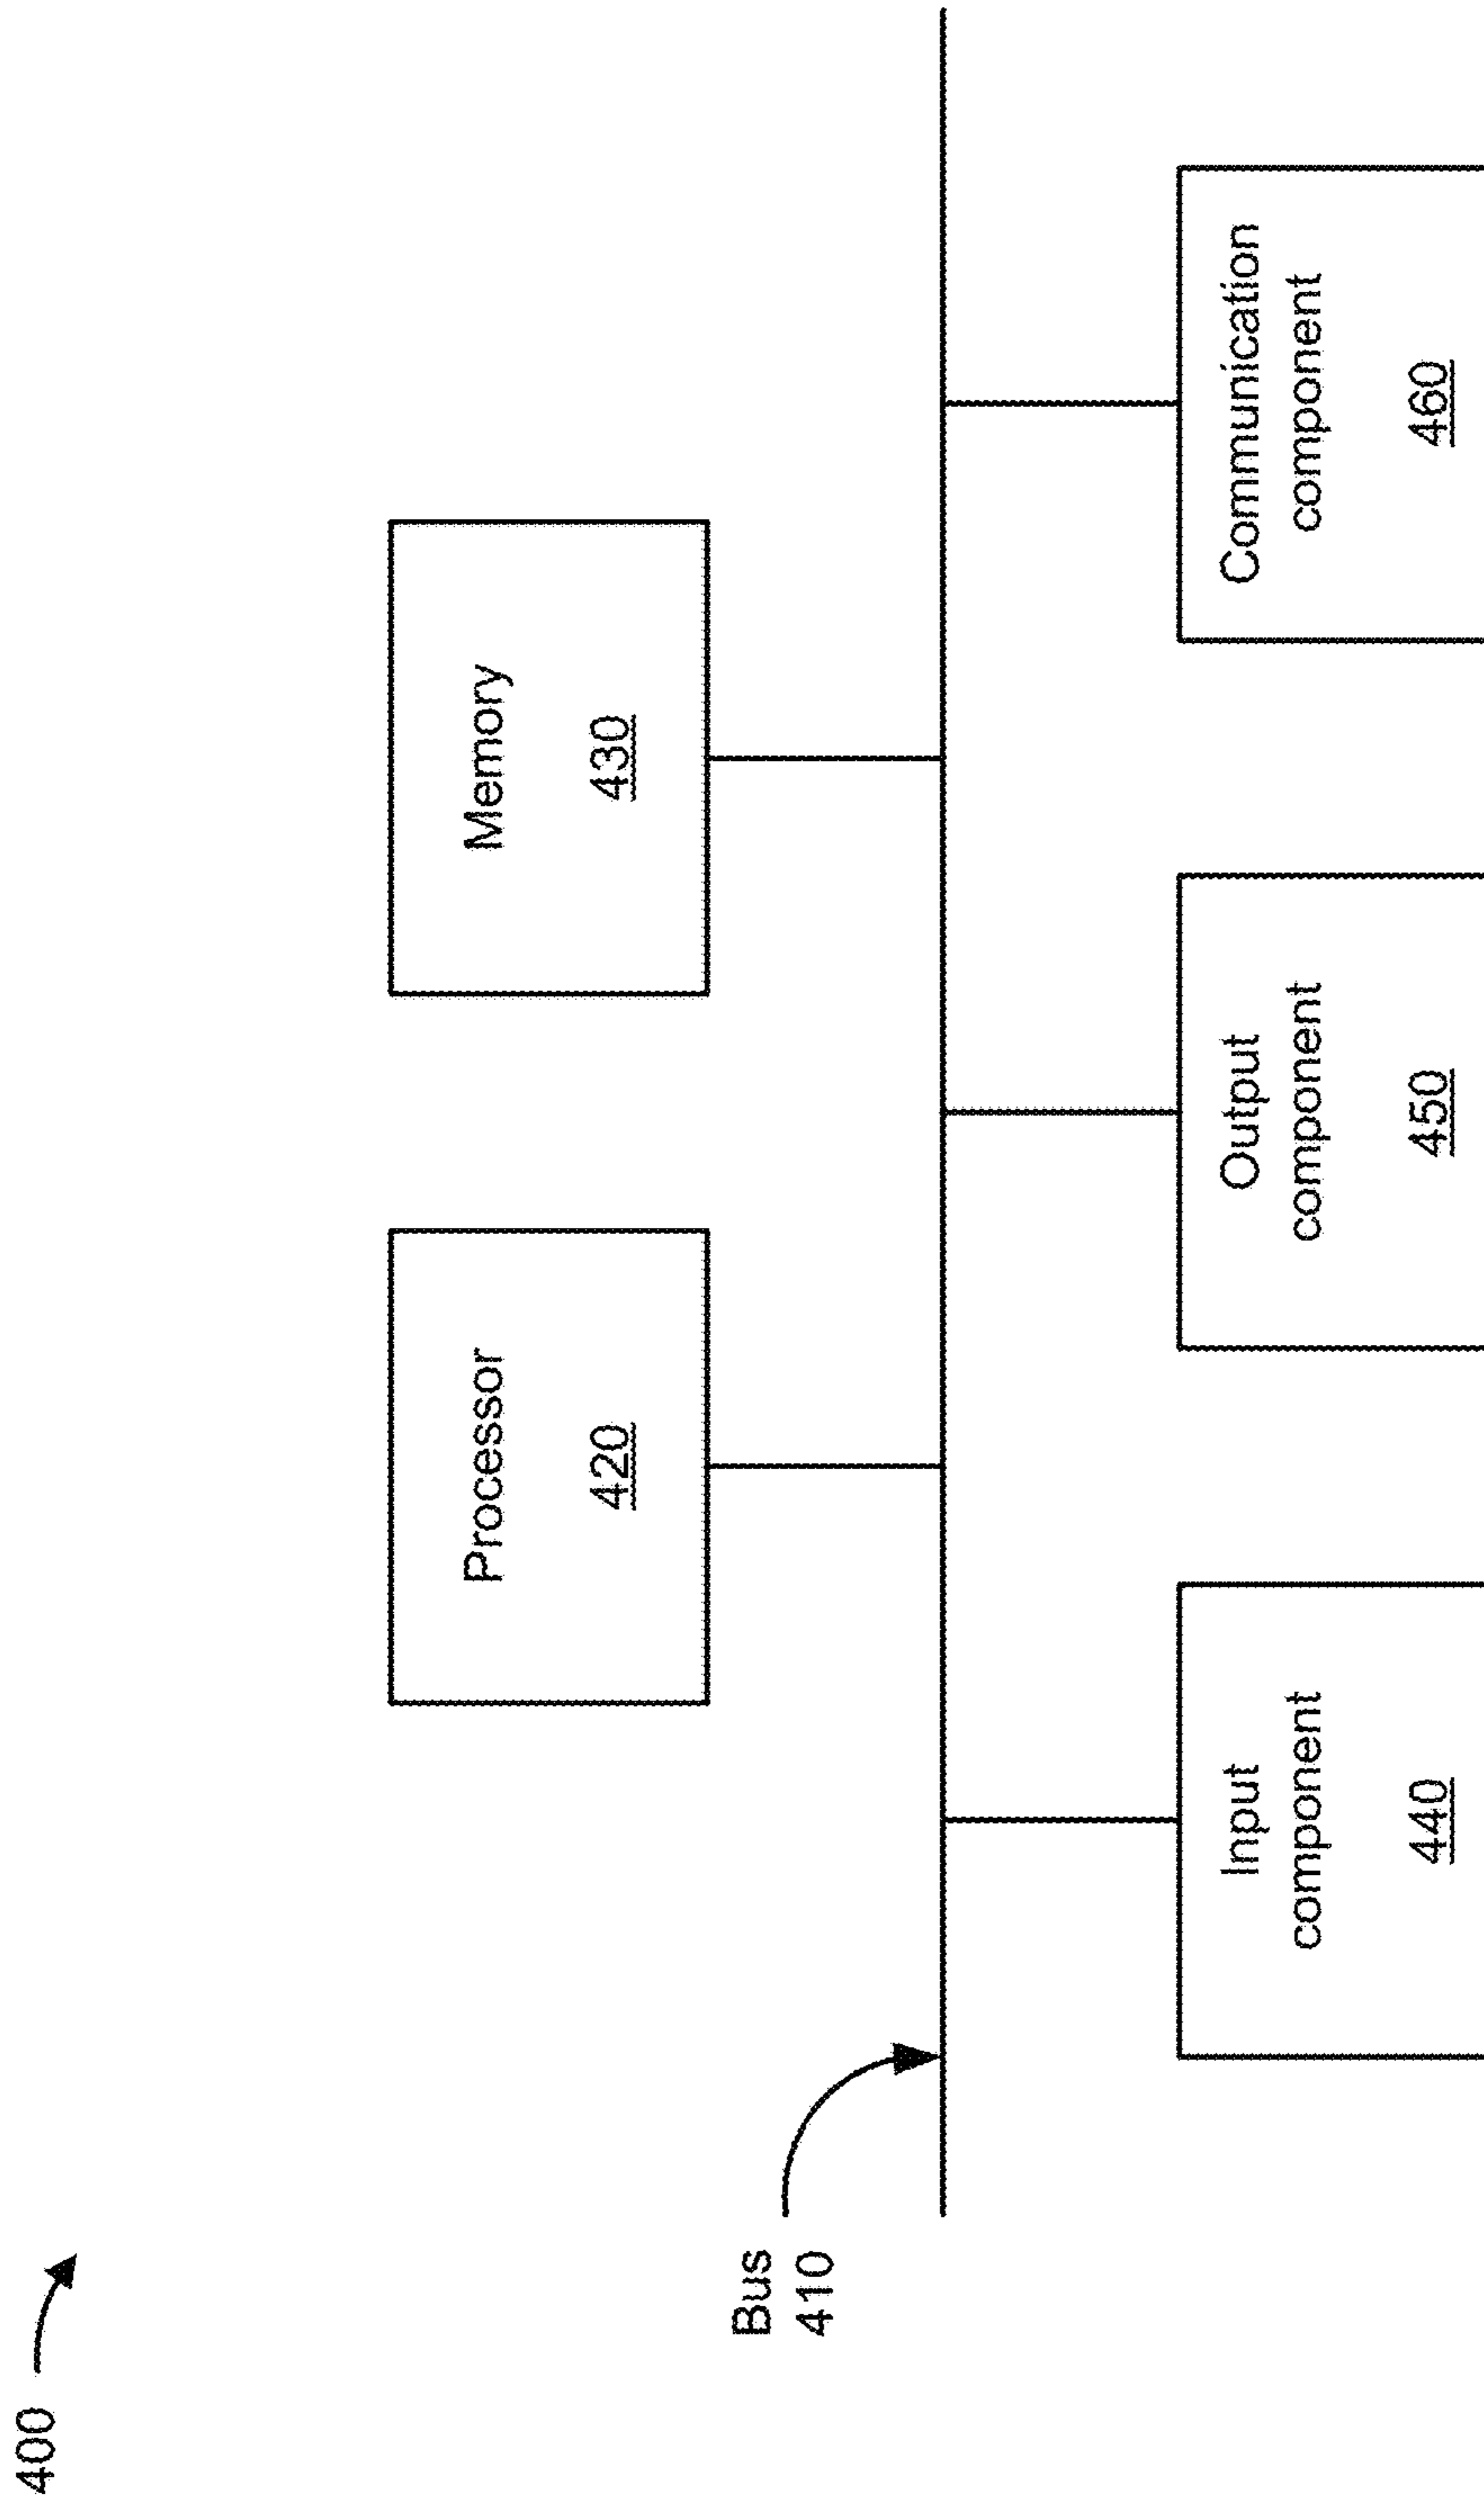 400
Processor
420
Memory
430
Bus
410
Input
component
440
Output
component
450
Communication
component
460